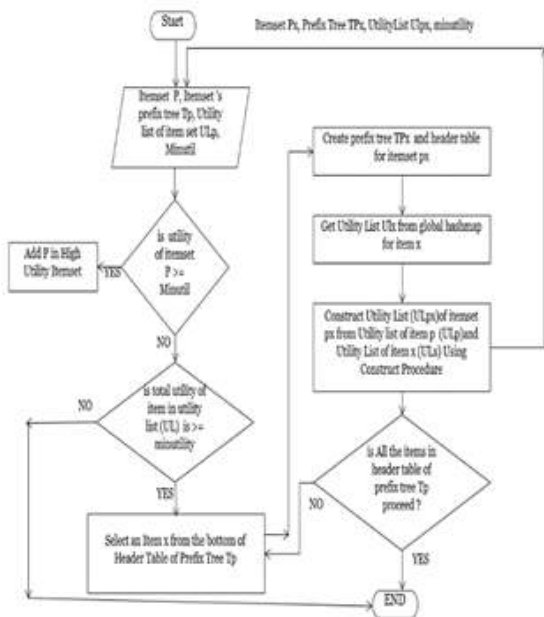 Start
Itemset Px, Prefix Tree TPx, UtilityList Ulpx, minutility
Itemset P, Itemset 's
prefix tree Tp, Utility
list of item set ULp,
Minutil
is utility
of itemset
P >=
Minutil
YES
Add P in High
Utility Itemset
NO
is total utility of
item in utility
list (UL) is >=
minutility
NO
YES
Select an Item x from the bottom of
Header Table of Prefix Tree Tp
Create prefix tree TPx and header table
for itemset px
Get Utility List Ulx from global hashmap
for item x
Construct Utility List (ULpx)of itemset
px from Utility list of item p (ULp)and
Utility List of item x (ULs) Using
Construct Procedure
is All the items in
header table of
prefix tree Tp
proceed ?
NO
YES
END